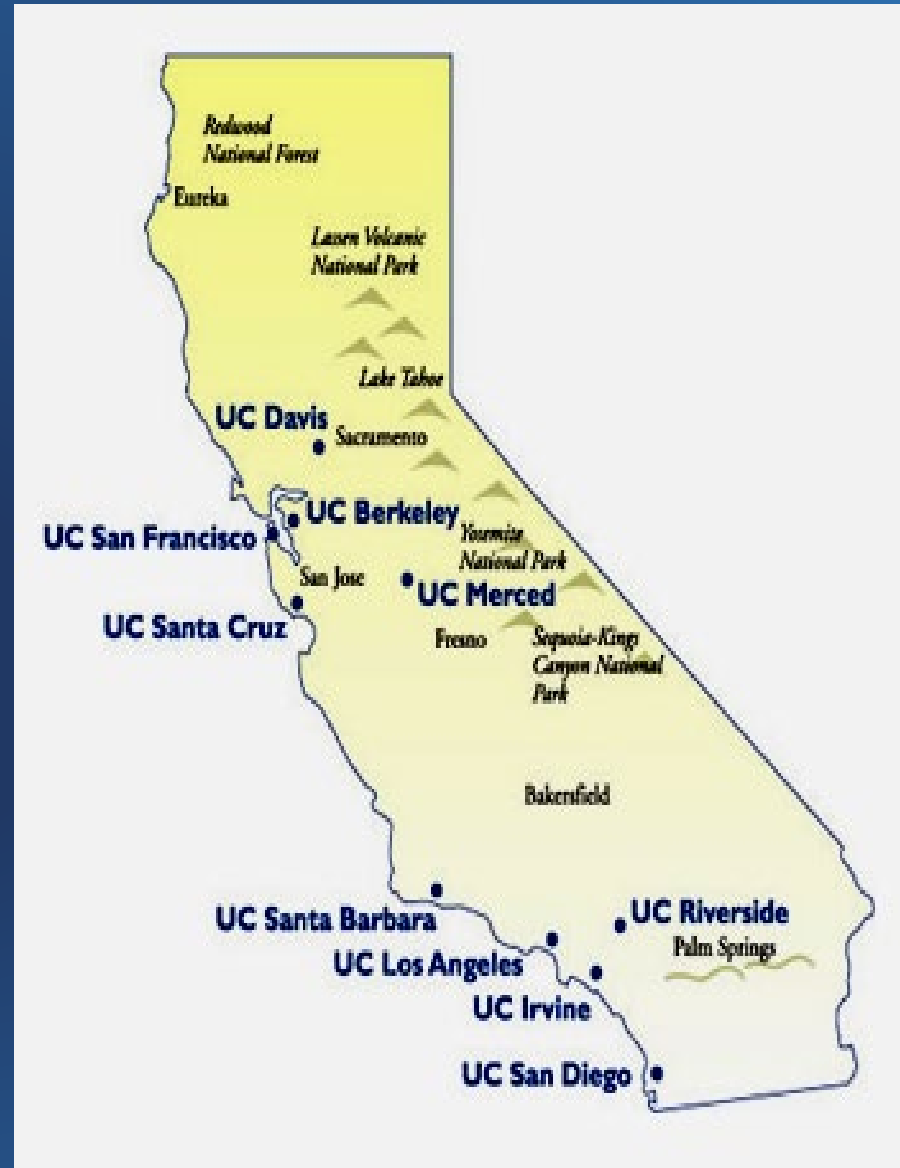 Redwood
National Forest
Eureka
Lassen Volcanic
National Park
Lake Tahoe
UC Davis
Sacramento
UC Berkeley
UC San Francisco
Yosemite
National Park
San Jose
UC Merced
UC Santa Cruz
Fresno
Sequoia-Kings
Canyon National
Park
Bakersfield
UC Santa Barbara
UC Riverside
Palm Springs
UC Los Angeles
UC Irvine
UC San Diego